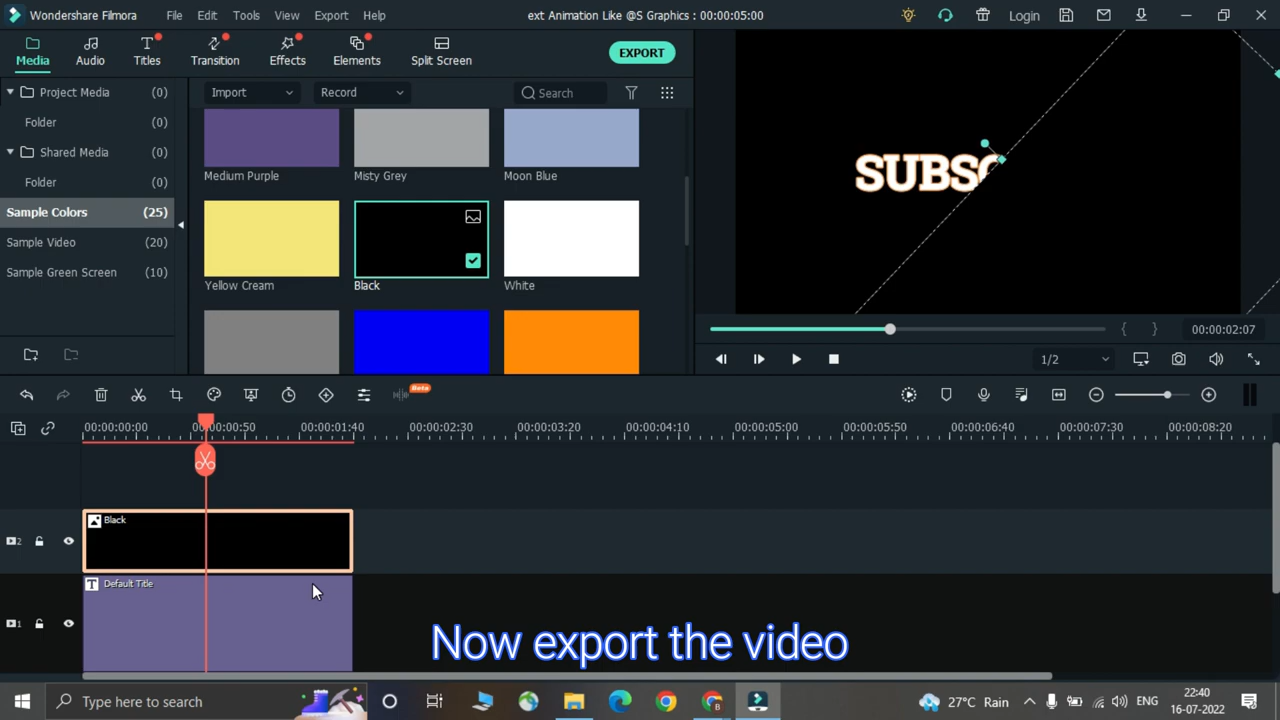 Wondershare Filmora
File
Edit
Tools
View
Export
Help
ext Animation Like @S Graphics : 00:00:05:00
Login
Media
Audio
Titles
Transition
Effects
Elements
Split Screen
EXPORT
Project Media (0)
Folder (0)
Shared Media (0)
Folder (0)
Sample Colors (25)
Sample Video (20)
Sample Green Screen (10)
Import
Record
Search
Medium Purple
Misty Grey
Moon Blue
Yellow Cream
Black
White
SUBSC
00:00:02:07
1/2
Beta
00:00:00:00
00:00:00:50
00:00:01:40
00:00:02:30
00:00:03:20
00:00:04:10
00:00:05:00
00:00:05:50
00:00:06:40
00:00:07:30
00:00:08:20
2
Black
1
Default Title
Now export the video
Type here to search
27°C Rain
ENG
22:40
16-07-2022